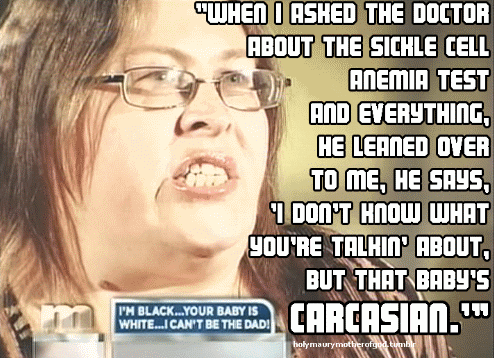 "WHEN I ASKED THE DOCTOR
ABOUT THE SICKLE CELL
ANEMIA TEST
AND EVERYTHING,
HE LEANED OVER
TO ME, HE SAYS,
'I DON'T KNOW WHAT
YOU'RE TALKIN' ABOUT,
BUT THAT BABY'S
CARCASIAN.'"
m
I'M BLACK...YOUR BABY IS
WHITE...I CAN'T BE THE DAD!
holymaurymotherofgod.tumblr